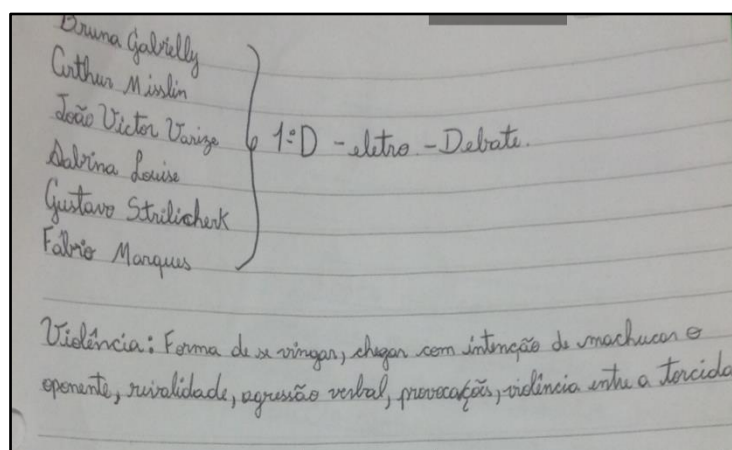 Bruna Gabrielly
Arthur Misslin
João Victor Varize
Sabrina Louise
Gustavo Strilicherk
Fábio Marques
1ºD - eletro - Debate.
Violência: Forma de se vingar, chegar com intenção de machucar o
oponente, rivalidade, agressão verbal, provocações, violência entre a torcida